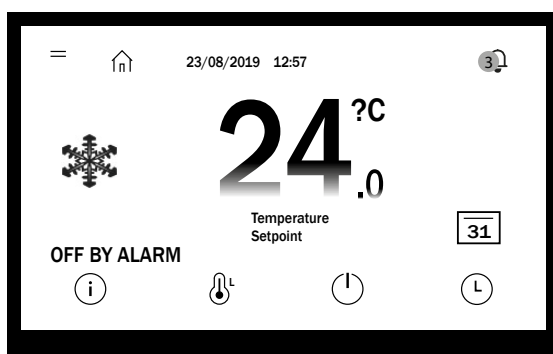 23/08/2019 12:57
3
24.0 ?C
Temperature
Setpoint
31
OFF BY ALARM
i
L
L